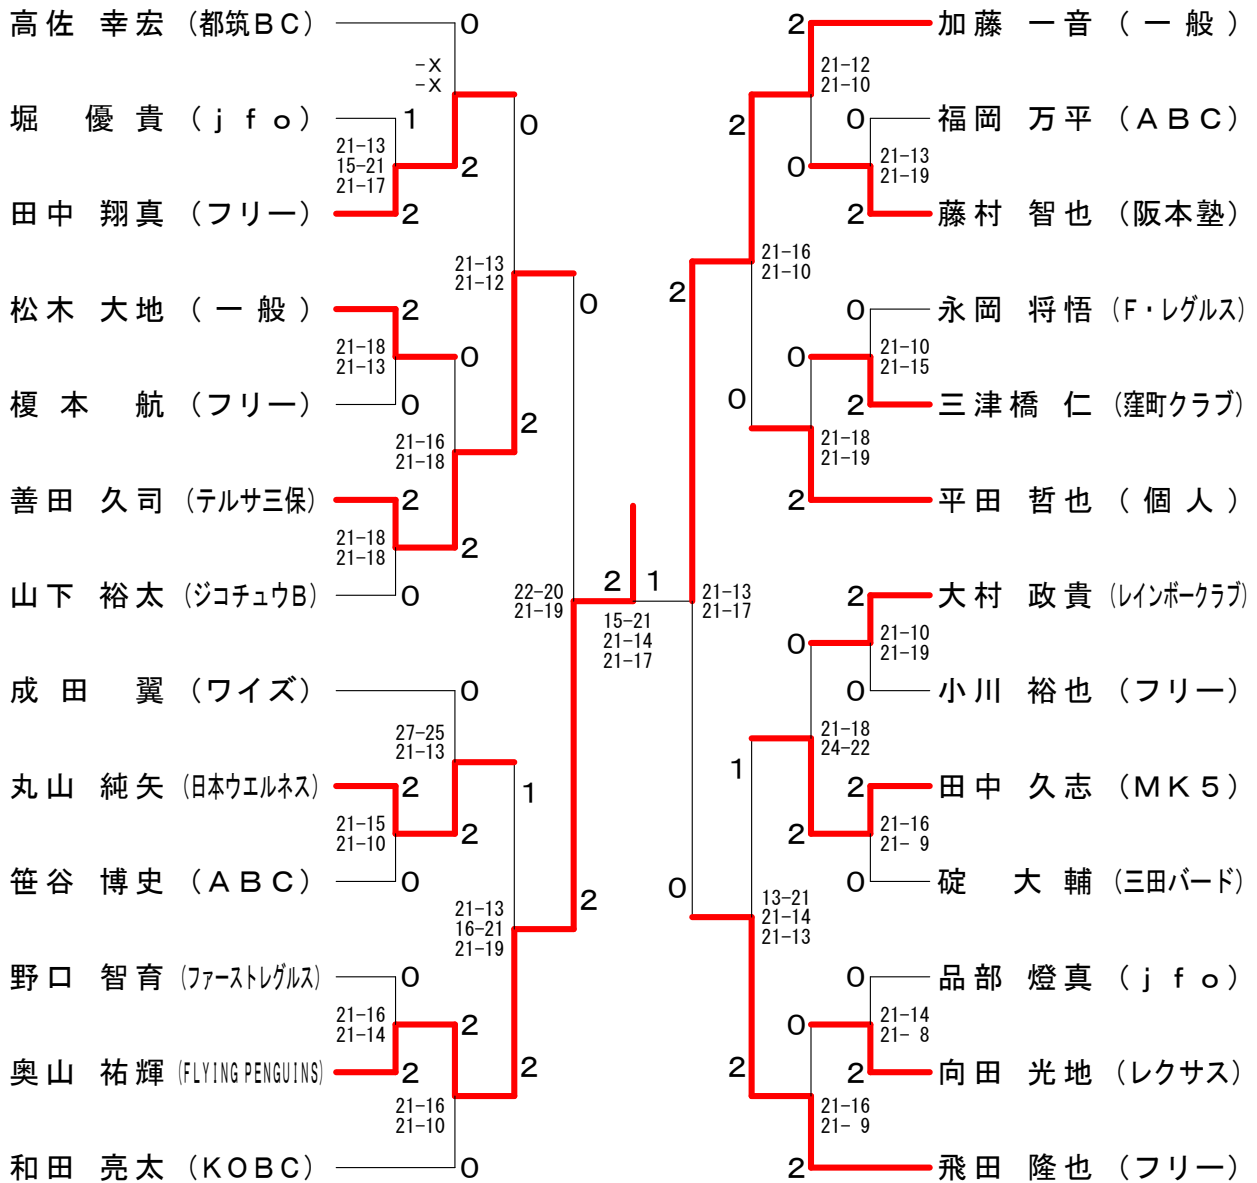 高佐 幸宏 (都筑BC) 0
-X
-X
堀 優貴 (jfo) 1
21-13
15-21
21-17
2
0
田中 翔真 (フリー) 2
21-13
21-12
0
松木 大地 (一般) 2
21-18
21-13
0
榎本 航 (フリー) 0
21-16
21-18
2
善田 久司 (テルサ三保) 2
21-18
21-18
2
山下 裕太 (ジコチュウB) 0
22-20
21-19
成田 翼 (ワイズ) 0
27-25
21-13
1
丸山 純矢 (日本ウエルネス) 2
21-15
21-10
2
笹谷 博史 (ABC) 0
21-13
16-21
21-19
2
野口 智育 (ファーストレグルス) 0
21-16
21-14
2
奥山 祐輝 (FLYING PENGUINS) 2
2
21-16
21-10
和田 亮太 (KOBC) 0
2 1
15-21
21-14
21-17
2 加藤 一音 (一般)
21-12
21-10
2
0 福岡 万平 (ABC)
21-13
21-19
0
2 藤村 智也 (阪本塾)
21-16
21-10
2
0 永岡 将悟 (F・レグルス)
21-10
21-15
0
0
2 三津橋 仁 (窪町クラブ)
21-18
21-19
2 平田 哲也 (個人)
21-13
21-17
2 大村 政貴 (レインボークラブ)
21-10
21-19
0
0 小川 裕也 (フリー)
21-18
24-22
1
2 田中 久志 (MK5)
21-16
21- 9
2
0 碇 大輔 (三田バード)
0
13-21
21-14
21-13
0 品部 燈真 (jfo)
21-14
21- 8
0
2
2 向田 光地 (レクサス)
21-16
21- 9
2 飛田 隆也 (フリー)